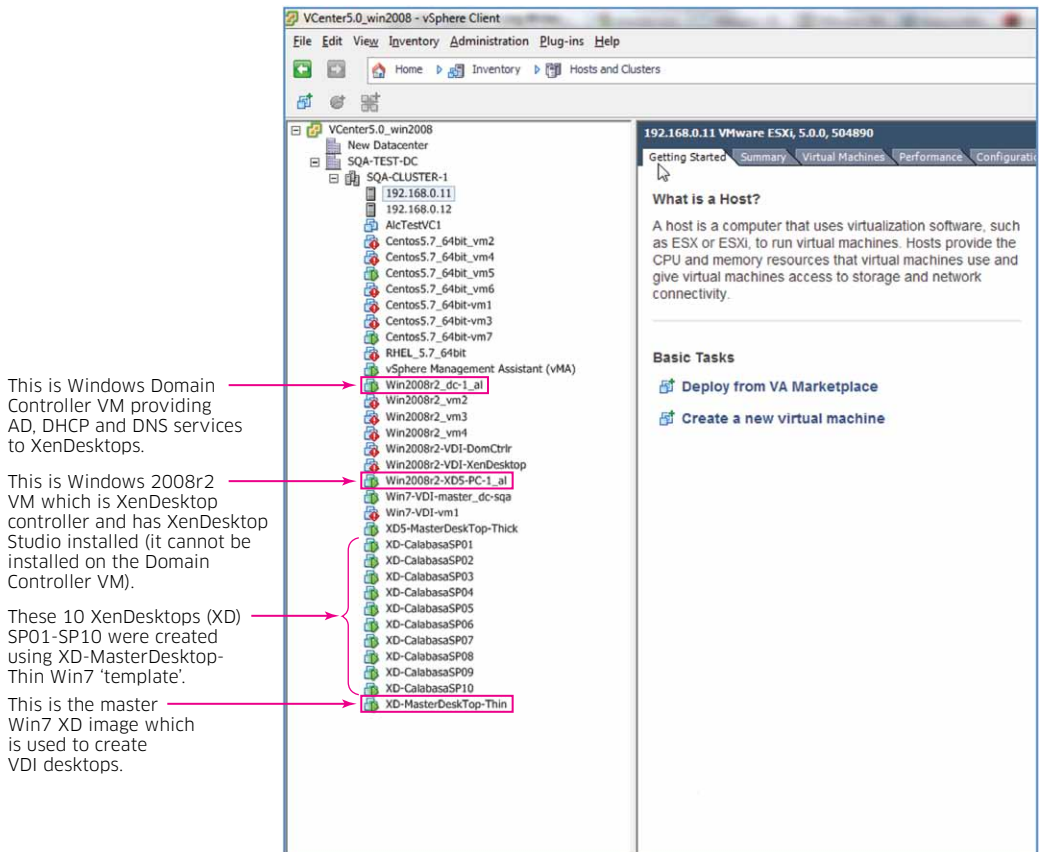 VCenter5.0_win2008 - vSphere Client
File Edit View Inventory Administration Plug-ins Help
Home Inventory Hosts and Clusters
VCenter5.0_win2008
New Datacenter
SQA-TEST-DC
SQA-CLUSTER-1
192.168.0.11
192.168.0.12
AlcTestVC1
Centos5.7_64bit_vm2
Centos5.7_64bit_vm4
Centos5.7_64bit_vm5
Centos5.7_64bit_vm6
Centos5.7_64bit-vm1
Centos5.7_64bit-vm3
Centos5.7_64bit-vm7
RHEL_5.7_64bit
vSphere Management Assistant (vMA)
Win2008r2_dc-1_al
Win2008r2_vm2
Win2008r2_vm3
Win2008r2_vm4
Win2008r2-VDI-DomCtrlr
Win2008r2-VDI-XenDesktop
Win2008r2-XD5-PC-1_al
Win7-VDI-master_dc-sqa
Win7-VDI-vm1
XD5-MasterDeskTop-Thick
XD-CalabasaSP01
XD-CalabasaSP02
XD-CalabasaSP03
XD-CalabasaSP04
XD-CalabasaSP05
XD-CalabasaSP06
XD-CalabasaSP07
XD-CalabasaSP08
XD-CalabasaSP09
XD-CalabasaSP10
XD-MasterDeskTop-Thin
192.168.0.11 VMware ESXi, 5.0.0, 504890
Getting Started Summary Virtual Machines Performance Configuratio
What is a Host?
A host is a computer that uses virtualization software, such
as ESX or ESXi, to run virtual machines. Hosts provide the
CPU and memory resources that virtual machines use and
give virtual machines access to storage and network
connectivity.
Basic Tasks
Deploy from VA Marketplace
Create a new virtual machine
This is Windows Domain
Controller VM providing
AD, DHCP and DNS services
to XenDesktops.
This is Windows 2008r2
VM which is XenDesktop
controller and has XenDesktop
Studio installed (it cannot be
installed on the Domain
Controller VM).
These 10 XenDesktops (XD)
SP01-SP10 were created
using XD-MasterDesktop-
Thin Win7 'template'.
This is the master
Win7 XD image which
is used to create
VDI desktops.